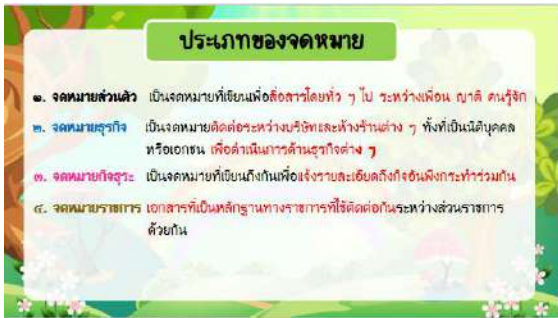 ประเภทของจดหมาย
๑. จดหมายส่วนตัว เป็นจดหมายที่เขียนเพื่อสื่อสารโดยทั่ว ๆ ไป ระหว่างเพื่อน ญาติ คนรู้จัก
๒. จดหมายธุรกิจ เป็นจดหมายติดต่อระหว่างบริษัทและห้างร้านต่าง ๆ ทั้งที่เป็นนิติบุคคล
หรือเอกชน เพื่อดำเนินการด้านธุรกิจต่าง ๆ
๓. จดหมายกิจธุระ เป็นจดหมายที่เขียนถึงกันเพื่อแจ้งรายละเอียดถึงกิจอันพึงกระทำร่วมกัน
๔. จดหมายราชการ เอกสารที่เป็นหลักฐานทางราชการที่ใช้ติดต่อกันระหว่างส่วนราชการ
ด้วยกัน